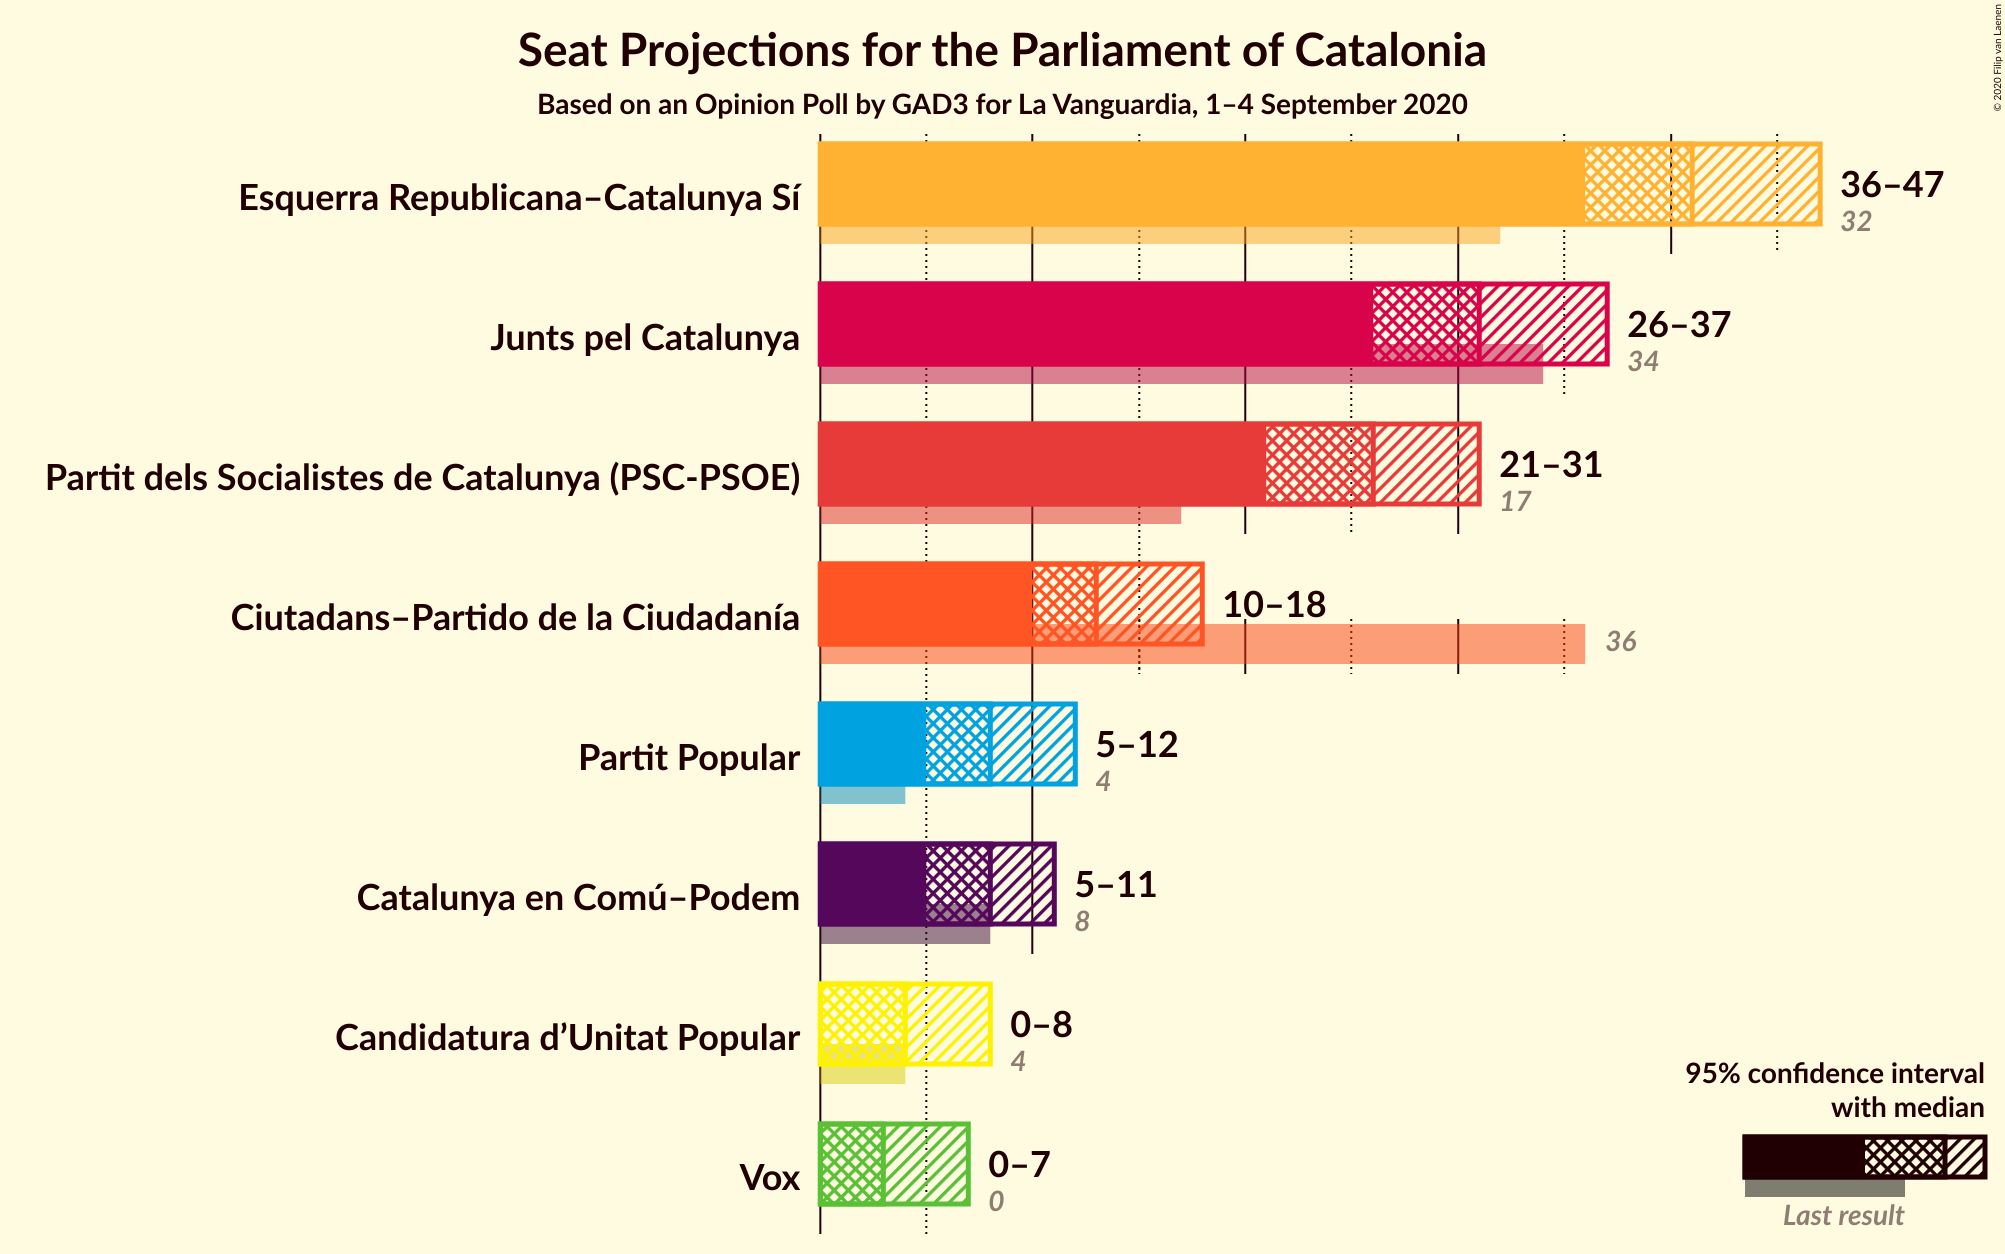 Seat Projections for the Parliament of Catalonia
Based on an Opinion Poll by GAD3 for La Vanguardia, 1–4 September 2020
© 2020 Filip van Laenen
Esquerra Republicana–Catalunya Sí
36–47
32
Junts pel Catalunya
26–37
34
Partit dels Socialistes de Catalunya (PSC-PSOE)
21–31
17
Ciutadans–Partido de la Ciudadanía
10–18
36
Partit Popular
5–12
4
Catalunya en Comú–Podem
5–11
8
Candidatura d’Unitat Popular
0–8
4
Vox
0–7
0
95% confidence interval
with median
Last result